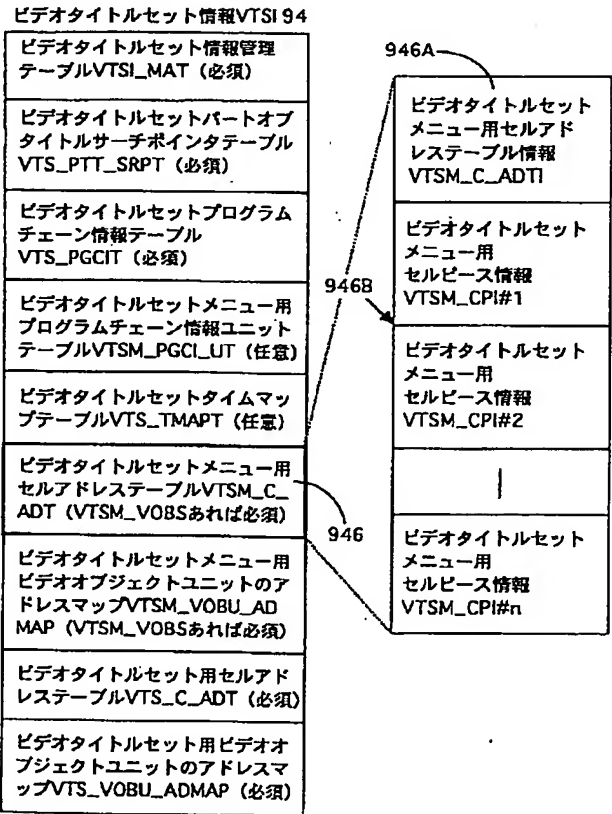 ビデオタイトルセット情報VTSI 94
ビデオタイトルセット情報管理
テーブルVTSI_MAT (必須)
ビデオタイトルセットパートオブ
タイトルサーチポインタテーブル
VTS_PTT_SRPT (必須)
ビデオタイトルセットプログラム
チェーン情報テーブル
VTS_PGCIT (必須)
ビデオタイトルセットメニュー用
プログラムチェーン情報ユニット
テーブルVTSM_PGCI_UT (任意)
ビデオタイトルセットタイムマッ
プテーブルVTS_TMAPT (任意)
ビデオタイトルセットメニュー用
セルアドレステーブルVTSM_C_
ADT (VTSM_VOBSあれば必須)
ビデオタイトルセットメニュー用
ビデオオブジェクトユニットのア
ドレスマップVTSM_VOBU_AD
MAP (VTSM_VOBSあれば必須)
ビデオタイトルセット用セルアド
レステーブルVTS_C_ADT (必須)
ビデオタイトルセット用ビデオオ
ブジェクトユニットのアドレスマ
ップVTS_VOBU_ADMAP (必須)
946
946A
946B
ビデオタイトルセット
メニュー用セルアド
レステーブル情報
VTSM_C_ADTI
ビデオタイトルセット
メニュー用
セルピース情報
VTSM_CPI#1
ビデオタイトルセット
メニュー用
セルピース情報
VTSM_CPI#2
ビデオタイトルセット
メニュー用
セルピース情報
VTSM_CPI#n